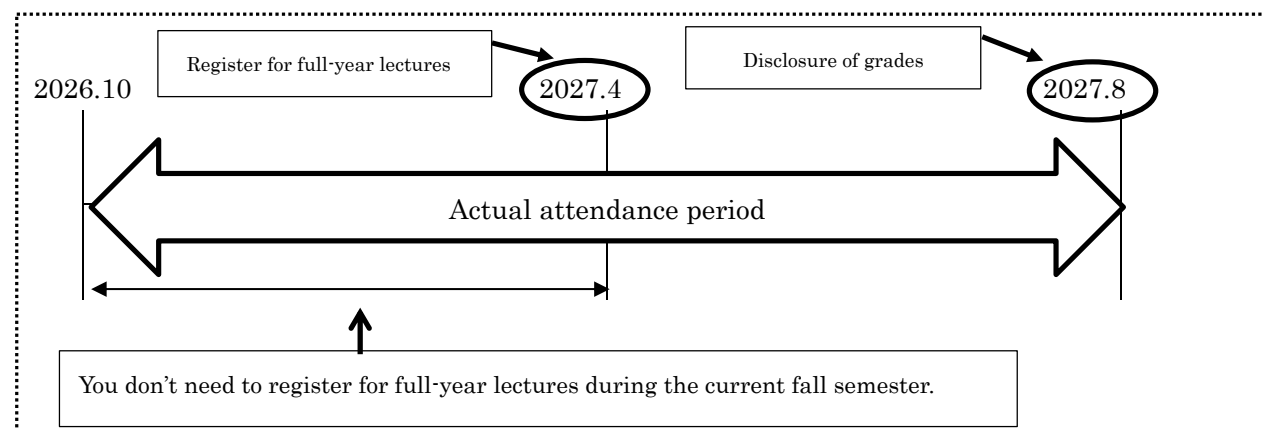 Register for full-year lectures
Disclosure of grades
2026.10
2027.4
2027.8
Actual attendance period
You don’t need to register for full-year lectures during the current fall semester.